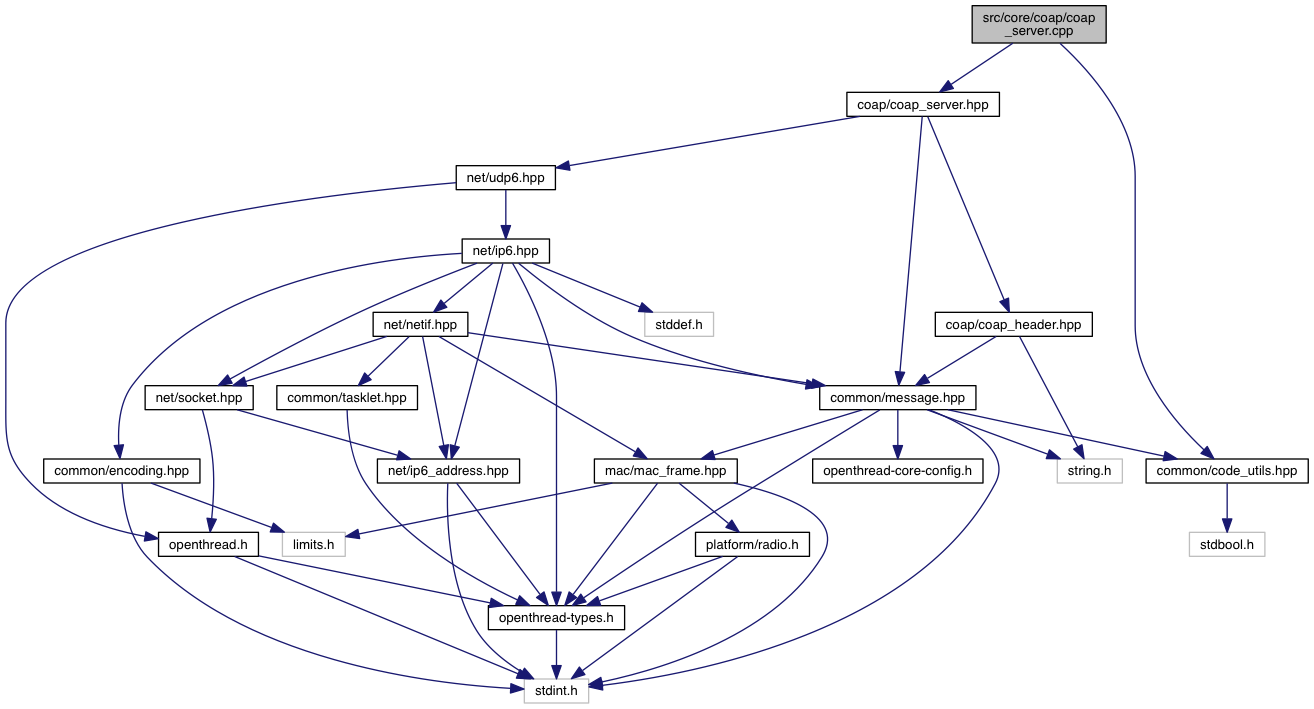 src/core/coap/coap
_server.cpp
coap/coap_server.hpp
net/udp6.hpp
net/ip6.hpp
net/netif.hpp
stddef.h
coap/coap_header.hpp
net/socket.hpp
common/tasklet.hpp
common/message.hpp
common/encoding.hpp
net/ip6_address.hpp
mac/mac_frame.hpp
openthread-core-config.h
string.h
common/code_utils.hpp
openthread.h
limits.h
platform/radio.h
stdbool.h
openthread-types.h
stdint.h